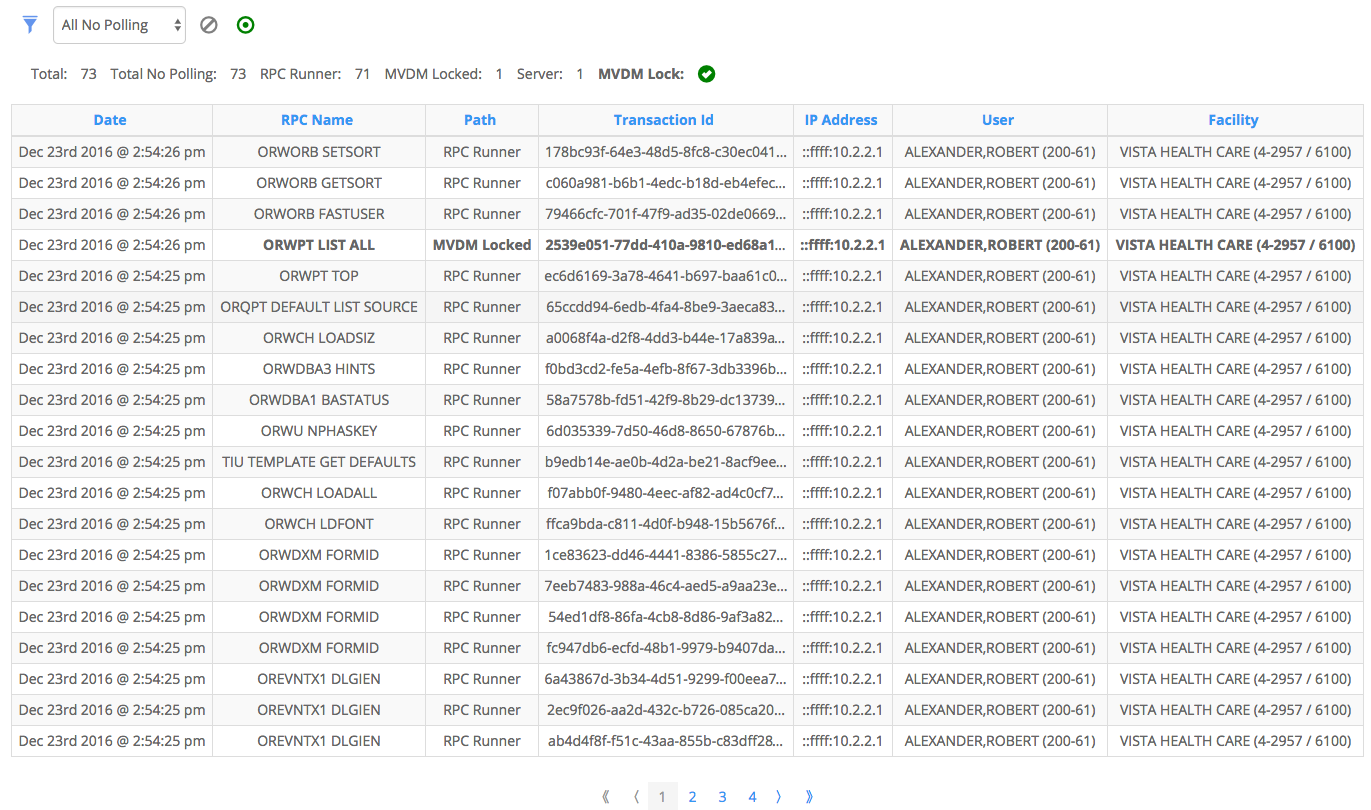 All No Polling
Total: 73 Total No Polling: 73 RPC Runner: 71 MVDM Locked: 1 Server: 1 MVDM Lock:
Date RPC Name Path Transaction Id IP Address User Facility
Dec 23rd 2016 @ 2:54:26 pm ORWORB SETSORT RPC Runner 178bc93f-64e3-48d5-8fc8-c30ec041... ::ffff:10.2.2.1 ALEXANDER,ROBERT (200-61) VISTA HEALTH CARE (4-2957 / 6100)
Dec 23rd 2016 @ 2:54:26 pm ORWORB GETSORT RPC Runner c060a981-b6b1-4edc-b18d-eb4efec... ::ffff:10.2.2.1 ALEXANDER,ROBERT (200-61) VISTA HEALTH CARE (4-2957 / 6100)
Dec 23rd 2016 @ 2:54:26 pm ORWORB FASTUSER RPC Runner 79466cfc-701f-47f9-ad35-02de0669... ::ffff:10.2.2.1 ALEXANDER,ROBERT (200-61) VISTA HEALTH CARE (4-2957 / 6100)
Dec 23rd 2016 @ 2:54:26 pm ORWPT LIST ALL MVDM Locked 2539e051-77dd-410a-9810-ed68a1... ::ffff:10.2.2.1 ALEXANDER,ROBERT (200-61) VISTA HEALTH CARE (4-2957 / 6100)
Dec 23rd 2016 @ 2:54:26 pm ORWPT TOP RPC Runner ec6d6169-3a78-4641-b697-baa61c0... ::ffff:10.2.2.1 ALEXANDER,ROBERT (200-61) VISTA HEALTH CARE (4-2957 / 6100)
Dec 23rd 2016 @ 2:54:26 pm ORQPT DEFAULT LIST SOURCE RPC Runner 65ccdd94-6edb-4fa4-8be9-3aeca83... ::ffff:10.2.2.1 ALEXANDER,ROBERT (200-61) VISTA HEALTH CARE (4-2957 / 6100)
Dec 23rd 2016 @ 2:54:25 pm ORWCH LOADSIZ RPC Runner a0068f4a-d2f8-4dd3-b44e-17a839a... ::ffff:10.2.2.1 ALEXANDER,ROBERT (200-61) VISTA HEALTH CARE (4-2957 / 6100)
Dec 23rd 2016 @ 2:54:25 pm ORWDBA3 HINTS RPC Runner f0bd3cd2-fe5a-4efb-8f67-3db3396b... ::ffff:10.2.2.1 ALEXANDER,ROBERT (200-61) VISTA HEALTH CARE (4-2957 / 6100)
Dec 23rd 2016 @ 2:54:25 pm ORWDBA1 BASTATUS RPC Runner 58a7578b-fd51-42f9-8b29-dc13739... ::ffff:10.2.2.1 ALEXANDER,ROBERT (200-61) VISTA HEALTH CARE (4-2957 / 6100)
Dec 23rd 2016 @ 2:54:25 pm ORWU NPHASKEY RPC Runner 6d035339-7d50-46d8-8650-67876b... ::ffff:10.2.2.1 ALEXANDER,ROBERT (200-61) VISTA HEALTH CARE (4-2957 / 6100)
Dec 23rd 2016 @ 2:54:25 pm TIU TEMPLATE GET DEFAULTS RPC Runner b9edb14e-ae0b-4d2a-be21-8acf9ee... ::ffff:10.2.2.1 ALEXANDER,ROBERT (200-61) VISTA HEALTH CARE (4-2957 / 6100)
Dec 23rd 2016 @ 2:54:25 pm ORWCH LOADALL RPC Runner f07abb0f-9480-4eec-af82-ad4c0cf7... ::ffff:10.2.2.1 ALEXANDER,ROBERT (200-61) VISTA HEALTH CARE (4-2957 / 6100)
Dec 23rd 2016 @ 2:54:25 pm ORWCH LDFONT RPC Runner ffca9bda-c811-4d0f-b948-15b5676f... ::ffff:10.2.2.1 ALEXANDER,ROBERT (200-61) VISTA HEALTH CARE (4-2957 / 6100)
Dec 23rd 2016 @ 2:54:25 pm ORWDXM FORMID RPC Runner 1ce83623-dd46-4441-8386-5855c27... ::ffff:10.2.2.1 ALEXANDER,ROBERT (200-61) VISTA HEALTH CARE (4-2957 / 6100)
Dec 23rd 2016 @ 2:54:25 pm ORWDXM FORMID RPC Runner 7eeb7483-988a-46c4-aed5-a9aa23e... ::ffff:10.2.2.1 ALEXANDER,ROBERT (200-61) VISTA HEALTH CARE (4-2957 / 6100)
Dec 23rd 2016 @ 2:54:25 pm ORWDXM FORMID RPC Runner 54ed1df8-86fa-4cb8-8d86-9af3a82... ::ffff:10.2.2.1 ALEXANDER,ROBERT (200-61) VISTA HEALTH CARE (4-2957 / 6100)
Dec 23rd 2016 @ 2:54:25 pm ORWDXM FORMID RPC Runner fc947db6-ecfd-48b1-9979-b9407da... ::ffff:10.2.2.1 ALEXANDER,ROBERT (200-61) VISTA HEALTH CARE (4-2957 / 6100)
Dec 23rd 2016 @ 2:54:25 pm OREVNTX1 DLGIEN RPC Runner 6a43867d-3b34-4d51-9299-f00eea7... ::ffff:10.2.2.1 ALEXANDER,ROBERT (200-61) VISTA HEALTH CARE (4-2957 / 6100)
Dec 23rd 2016 @ 2:54:25 pm OREVNTX1 DLGIEN RPC Runner 2ec9f026-aa2d-432c-b726-085ca20... ::ffff:10.2.2.1 ALEXANDER,ROBERT (200-61) VISTA HEALTH CARE (4-2957 / 6100)
Dec 23rd 2016 @ 2:54:25 pm OREVNTX1 DLGIEN RPC Runner ab4d4f8f-f51c-43aa-855b-c83dff28... ::ffff:10.2.2.1 ALEXANDER,ROBERT (200-61) VISTA HEALTH CARE (4-2957 / 6100)
⟪ ⟨ 1 2 3 4 ⟩ ⟫